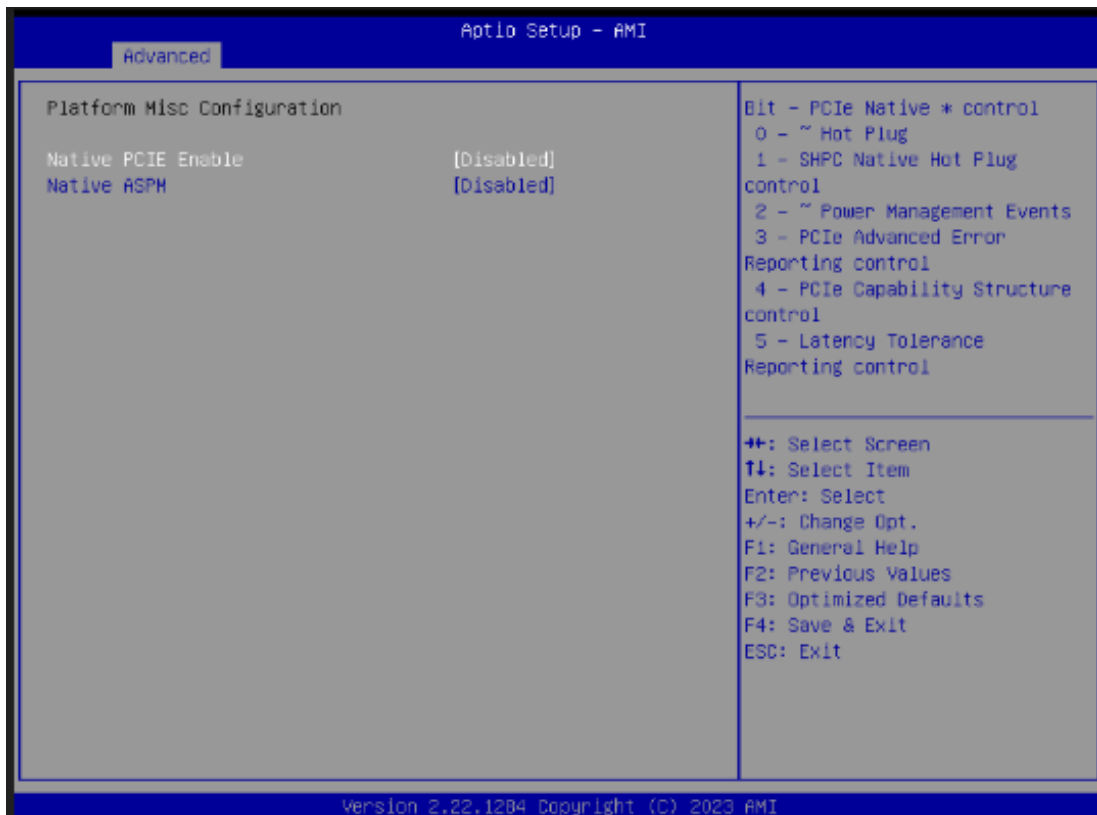 Aptio Setup - AMI
Advanced
Platform Misc Configuration
Native PCIE Enable [Disabled]
Native ASPM [Disabled]
Bit - PCIe Native * control
0 - ~ Hot Plug
1 - SHPC Native Hot Plug
control
2 - ~ Power Management Events
3 - PCIe Advanced Error
Reporting control
4 - PCIe Capability Structure
control
5 - Latency Tolerance
Reporting control
→←: Select Screen
↑↓: Select Item
Enter: Select
+/-: Change Opt.
F1: General Help
F2: Previous Values
F3: Optimized Defaults
F4: Save & Exit
ESC: Exit
Version 2.22.1284 Copyright (C) 2023 AMI